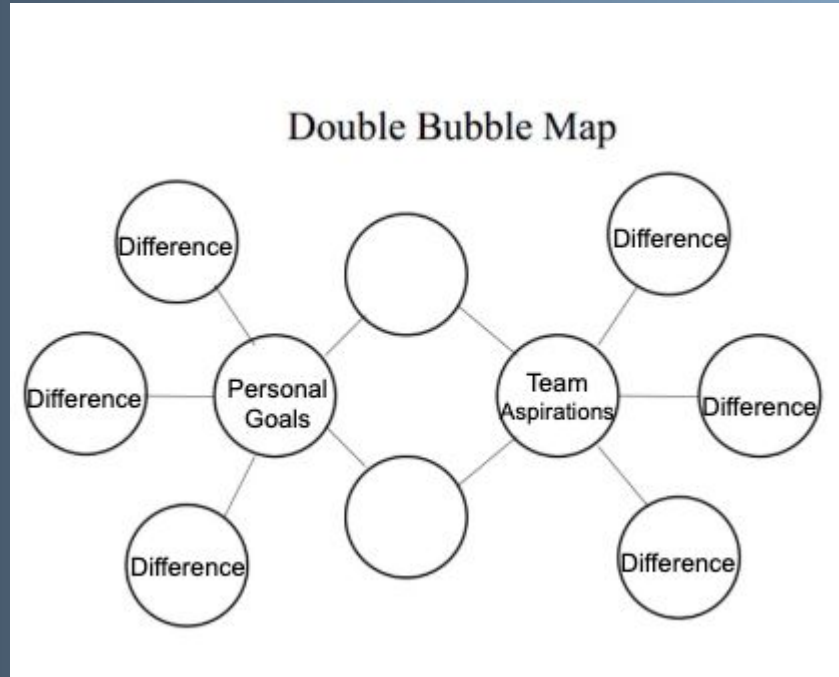 Double Bubble Map
Difference
Difference
Personal
Goals
Team
Aspirations
Difference
Difference
Difference
Difference